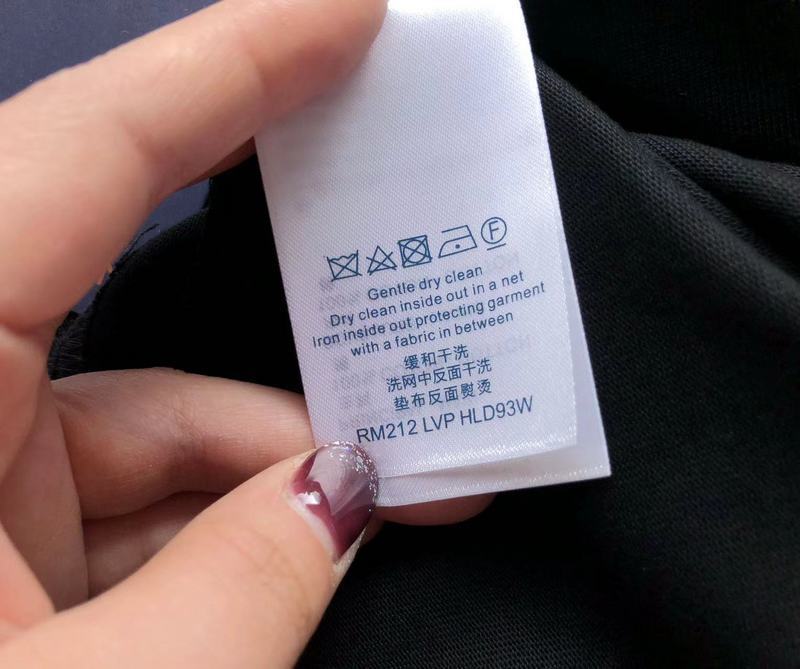 F
Gentle dry clean
Dry clean inside out in a net
Iron inside out protecting garment
with a fabric in between
缓和干洗
洗网中反面干洗
垫布反面熨烫
RM212 LVP HLD93W